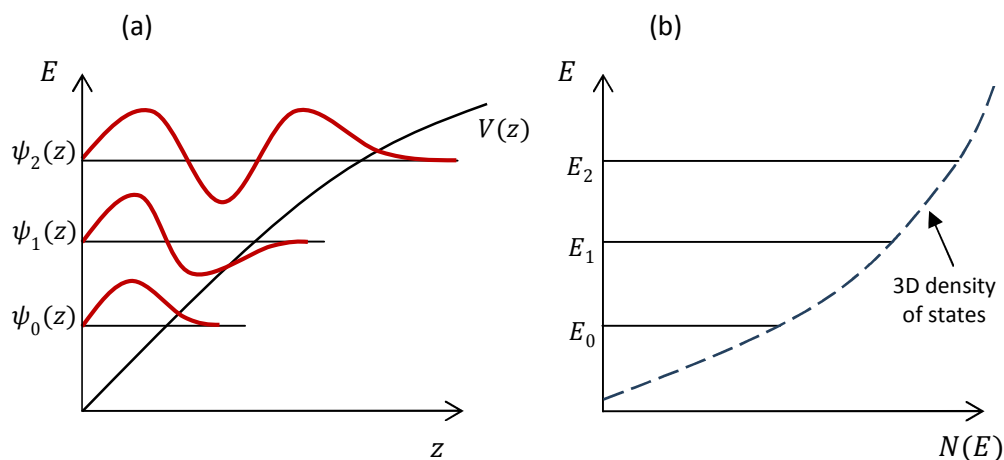 (a)
E
V(z)
ψ₂(z)
ψ₁(z)
ψ₀(z)
z
(b)
E
E₂
E₁
3D density
of states
E₀
N(E)